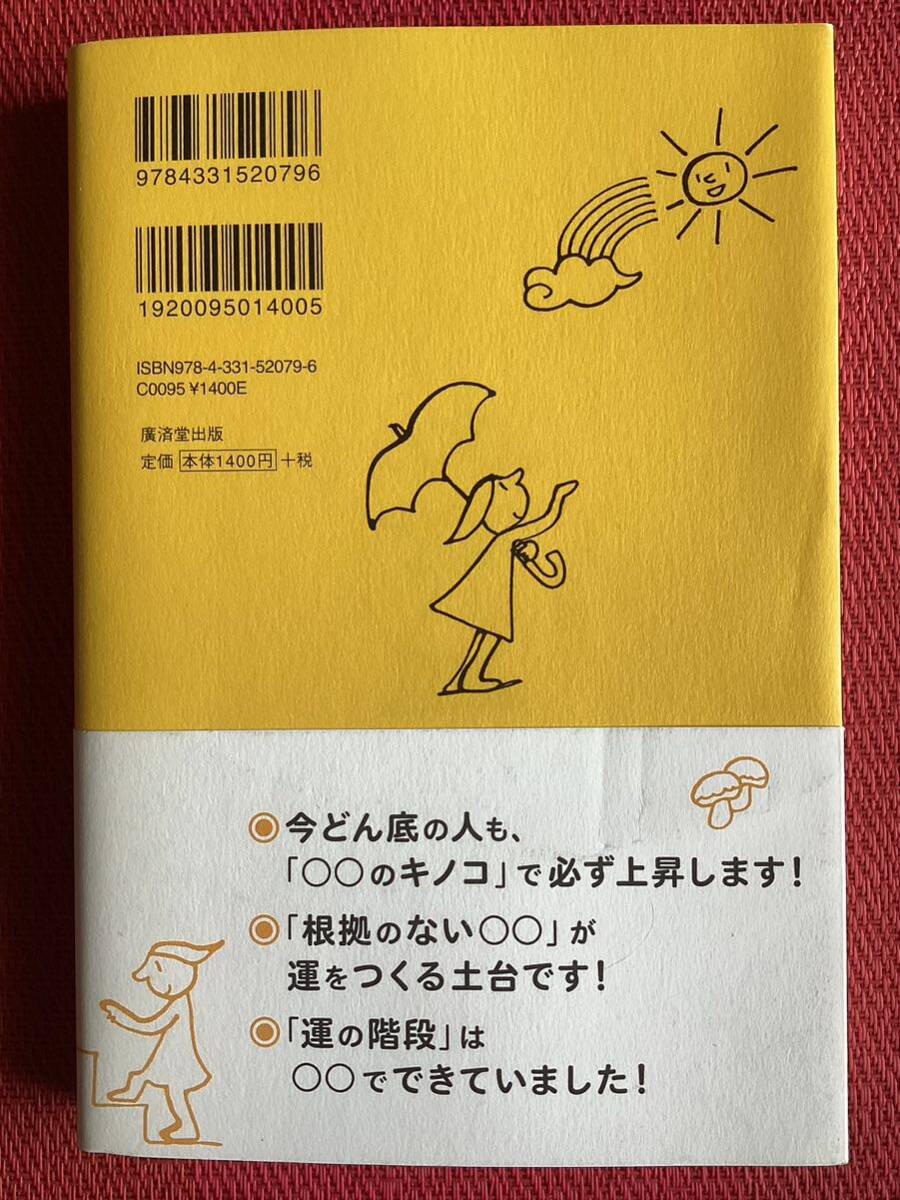 9784331520796
1920095014005
ISBN978-4-331-52079-6
C0095 ¥1400E
廣済堂出版
定価 本体1400円 +税
◉今どん底の人も、
「○○のキノコ」で必ず上昇します!
◉「根拠のない○○」が
運をつくる土台です!
◉「運の階段」は
○○でできていました!